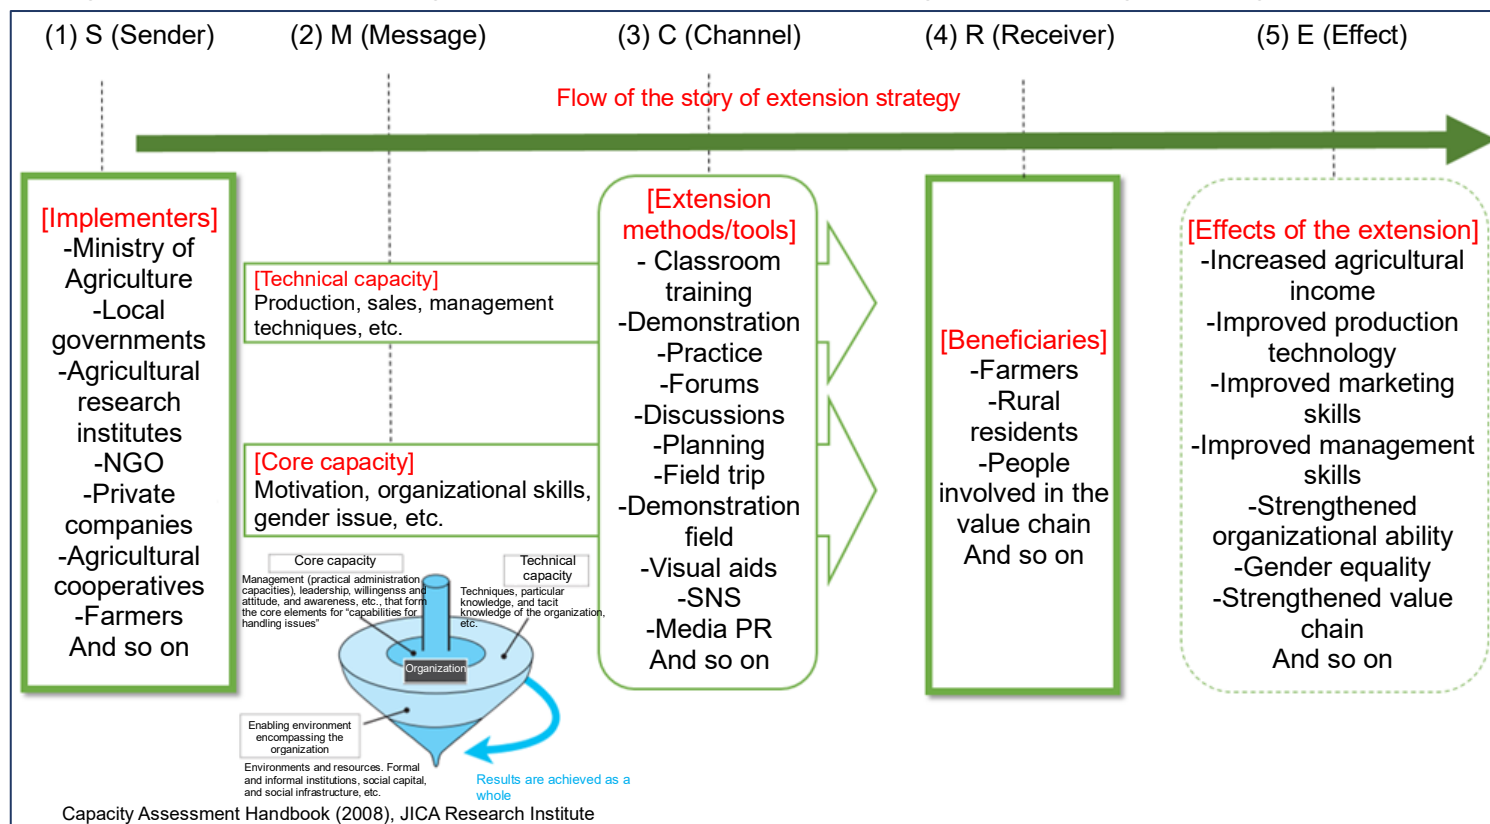 (1) S (Sender)
(2) M (Message)
(3) C (Channel)
(4) R (Receiver)
(5) E (Effect)
Flow of the story of extension strategy
[Implementers]
-Ministry of
Agriculture
-Local
governments
-Agricultural
research
institutes
-NGO
-Private
companies
-Agricultural
cooperatives
-Farmers
And so on
[Technical capacity]
Production, sales, management
techniques, etc.
[Core capacity]
Motivation, organizational skills,
gender issue, etc.
Core capacity
Management (practical administration
capacities), leadership, willingenss and
attitude, and awareness, etc., that form
the core elements for “capabilities for
handling issues”
Technical
capacity
Techniques, particular
knowledge, and tacit
knowledge of the organization,
etc.
Organization
Enabling environment
encompassing the
organization
Environments and resources. Formal
and informal institutions, social capital,
and social infrastructure, etc.
Results are achieved as a
whole
[Extension
methods/tools]
- Classroom
training
-Demonstration
-Practice
-Forums
-Discussions
-Planning
-Field trip
-Demonstration
field
-Visual aids
-SNS
-Media PR
And so on
[Beneficiaries]
-Farmers
-Rural
residents
-People
involved in the
value chain
And so on
[Effects of the extension]
-Increased agricultural
income
-Improved production
technology
-Improved marketing
skills
-Improved management
skills
-Strengthened
organizational ability
-Gender equality
-Strengthened value
chain
And so on
Capacity Assessment Handbook (2008), JICA Research Institute